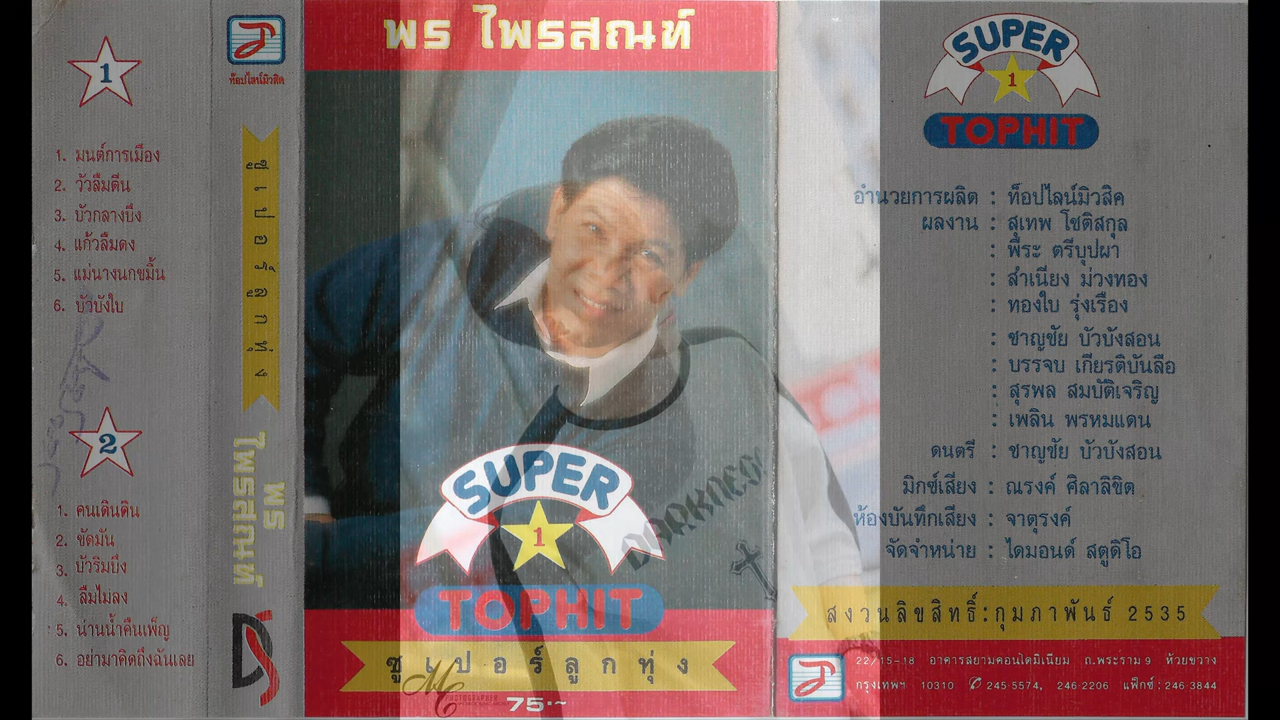 1
1. มนต์การเมือง
2. วัวลืมตีน
3. บัวกลางบึง
4. แก้วลืมดง
5. แม่นางนกขมิ้น
6. บัวบังใบ
2
1. คนเดินดิน
2. ขัดมัน
3. บัวริมบึง
4. ลืมไม่ลง
5. น่านน้ำคืนเพ็ญ
6. อย่ามาคิดถึงฉันเลย
ท็อปไลน์มิวสิค
ซูเปอร์ลูกทุ่ง
พร ไพรสณฑ์
พร ไพรสณฑ์
DARKNESS
SUPER
1
TOPHIT
ซูเปอร์ลูกทุ่ง
PHOTOGRAPHER
75.-
SUPER
1
TOPHIT
อำนวยการผลิต : ท็อปไลน์มิวสิค
ผลงาน : สุเทพ โชติสกุล
: พีระ ตรีบุปผา
: สำเนียง ม่วงทอง
: ทองใบ รุ่งเรือง
: ชาญชัย บัวบังสอน
: บรรจบ เกียรติบันลือ
: สุรพล สมบัติเจริญ
: เพลิน พรหมแดน
ดนตรี : ชาญชัย บัวบังสอน
มิกซ์เสียง : ณรงค์ ศิลาลิขิต
ห้องบันทึกเสียง : จาตุรงค์
จัดจำหน่าย : ไดมอนด์ สตูดิโอ
สงวนลิขสิทธิ์:กุมภาพันธ์ 2535
22/15-18 อาคารสยามคอนโดมิเนียม ถ.พระราม 9 ห้วยขวาง
กรุงเทพฯ 10310 ✆ 245-5574, 246-2206 แฟ็กซ์ : 246-3844